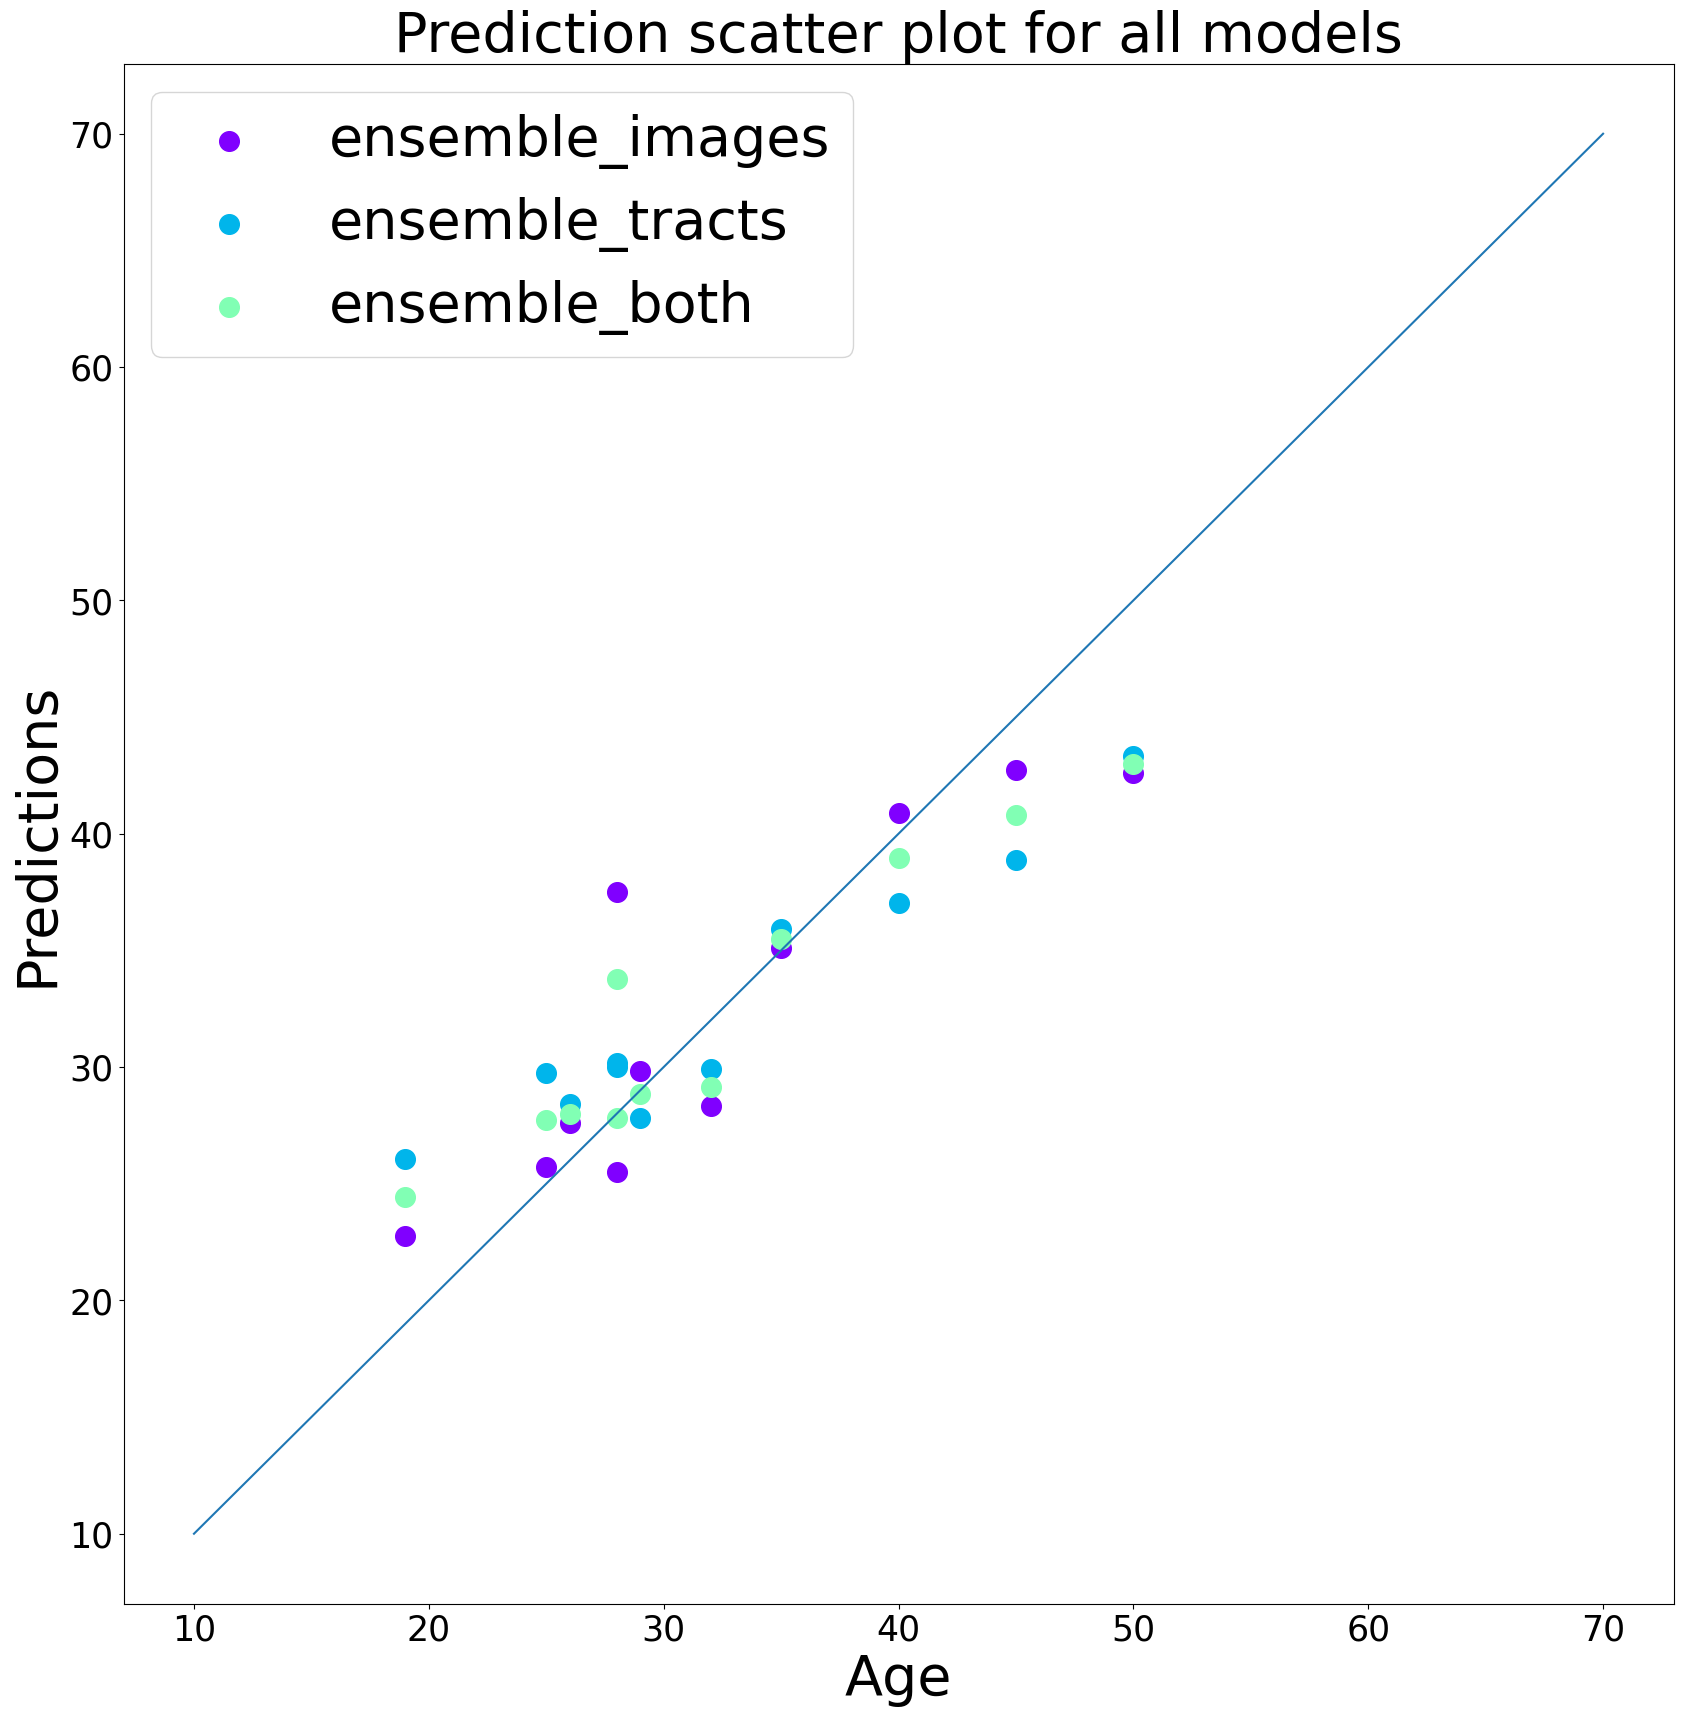 Prediction scatter plot for all models
ensemble_images
ensemble_tracts
ensemble_both
Predictions
70
60
50
40
30
20
10
10 20 30 40 50 60 70
Age